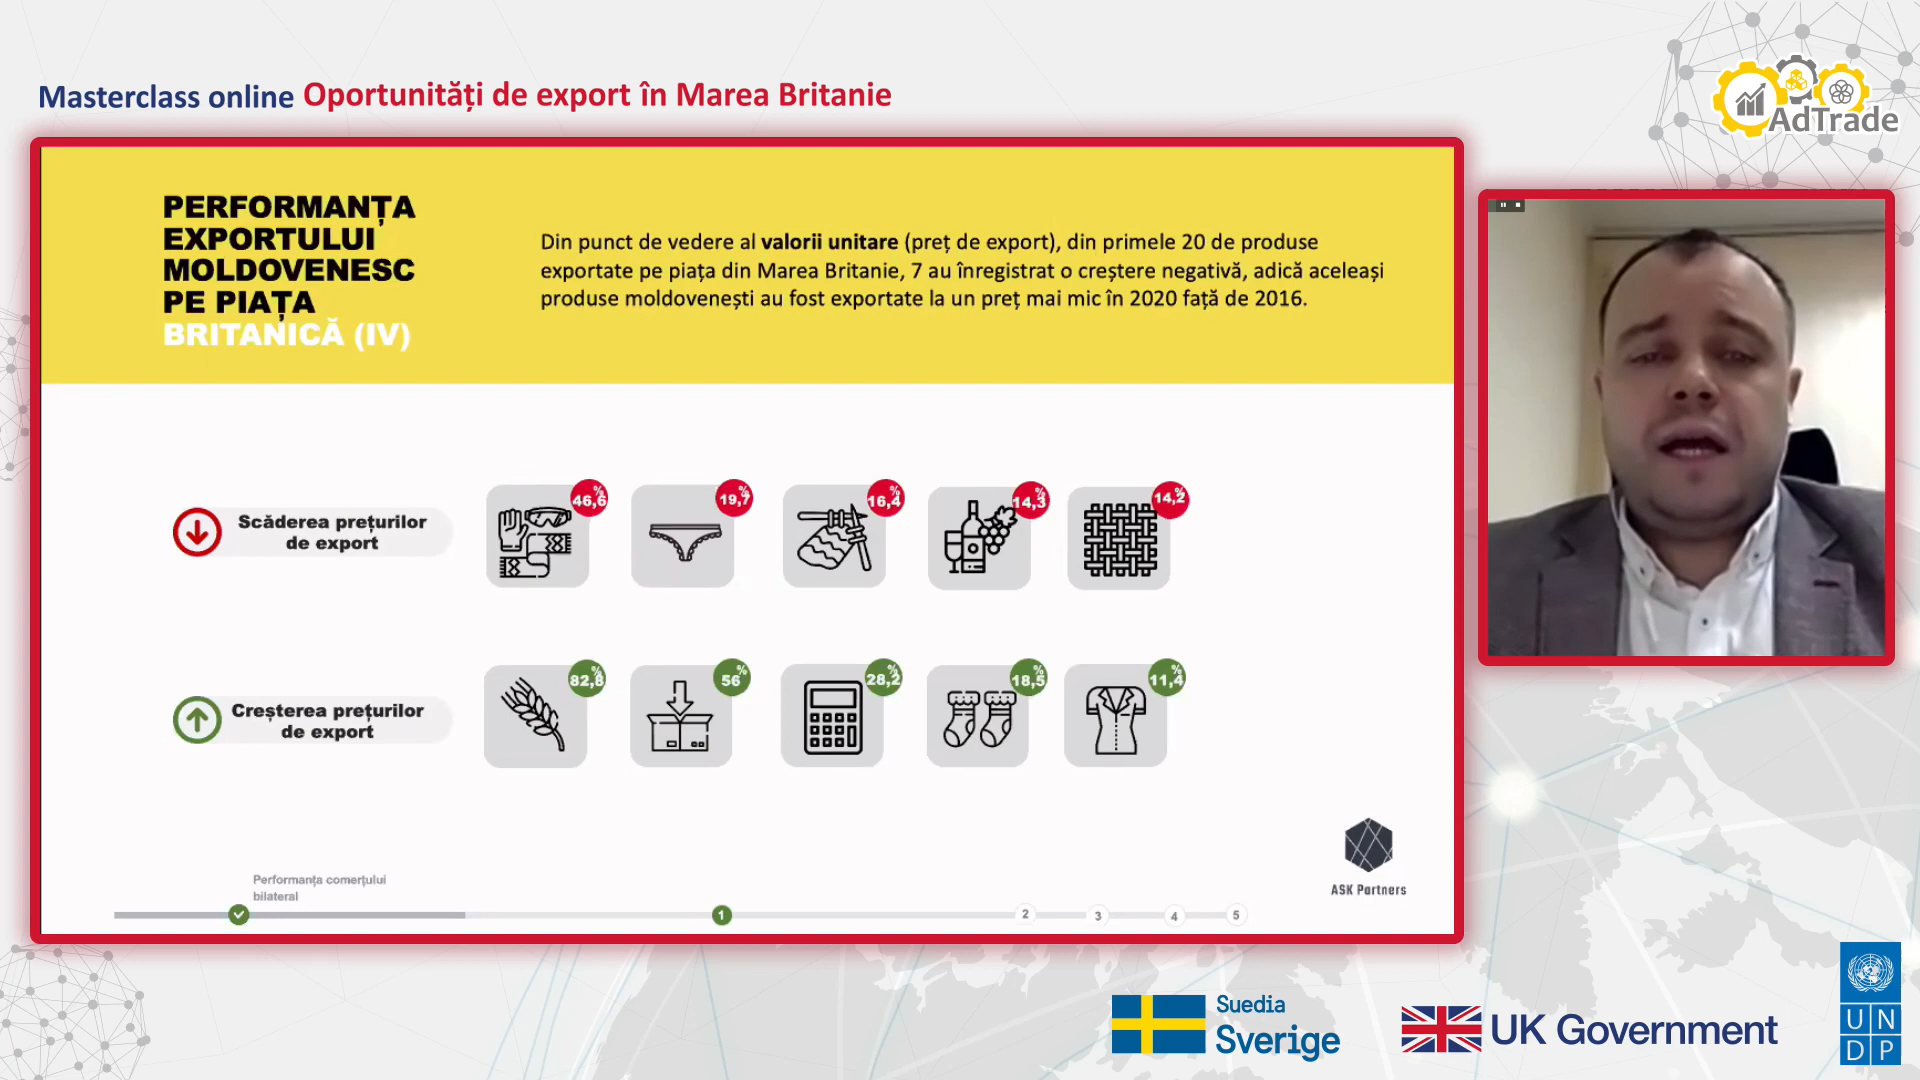 Masterclass online Oportunități de export în Marea Britanie
AdTrade
PERFORMANȚA
EXPORTULUI
MOLDOVENESC
PE PIAȚA
BRITANICĂ (IV)
Din punct de vedere al valorii unitare (preț de export), din primele 20 de produse
exportate pe piața din Marea Britanie, 7 au înregistrat o creștere negativă, adică aceleași
produse moldovenești au fost exportate la un preț mai mic în 2020 față de 2016.
Scăderea prețurilor
de export
46,6%
19,7%
16,4%
14,3%
14,2%
Creșterea prețurilor
de export
82,8%
56%
28,2%
18,5%
11,4%
ASK Partners
Performanța comerțului
bilateral
1 2 3 4 5
Suedia
Sverige
UK Government
UN
DP